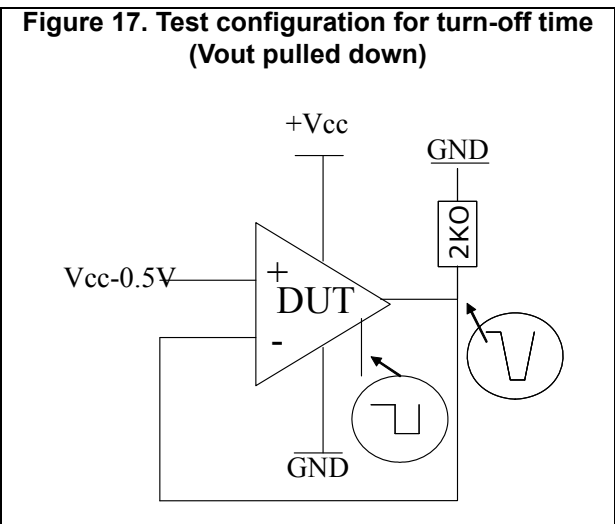 Figure 17. Test configuration for turn-off time
(Vout pulled down)
+Vcc
GND
2KO
Vcc-0.5V
+
DUT
-
GND